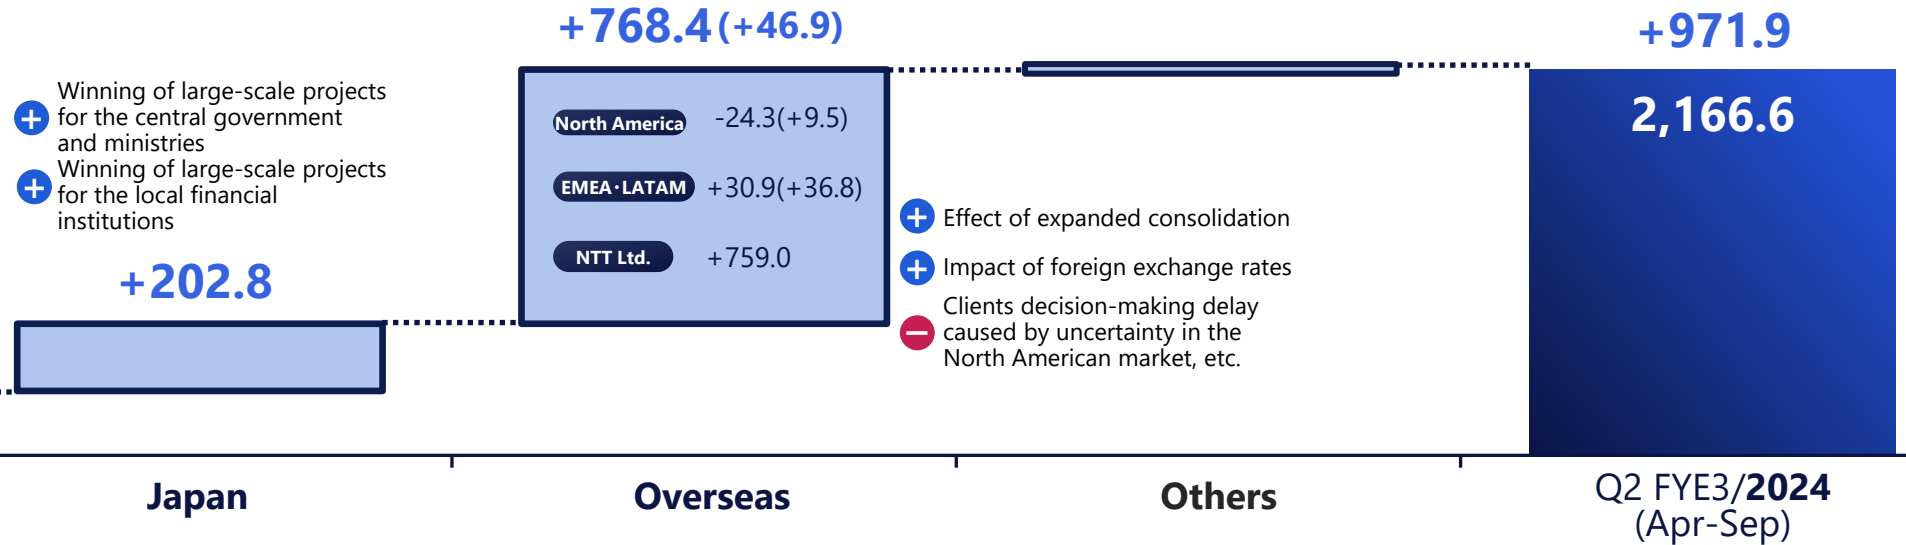 +768.4 (+46.9)
+971.9
Winning of large-scale projects
for the central government
and ministries
Winning of large-scale projects
for the local financial
institutions
+202.8
North America -24.3(+9.5)
EMEA・LATAM +30.9(+36.8)
NTT Ltd. +759.0
Effect of expanded consolidation
Impact of foreign exchange rates
Clients decision-making delay
caused by uncertainty in the
North American market, etc.
2,166.6
Japan
Overseas
Others
Q2 FYE3/2024
(Apr-Sep)